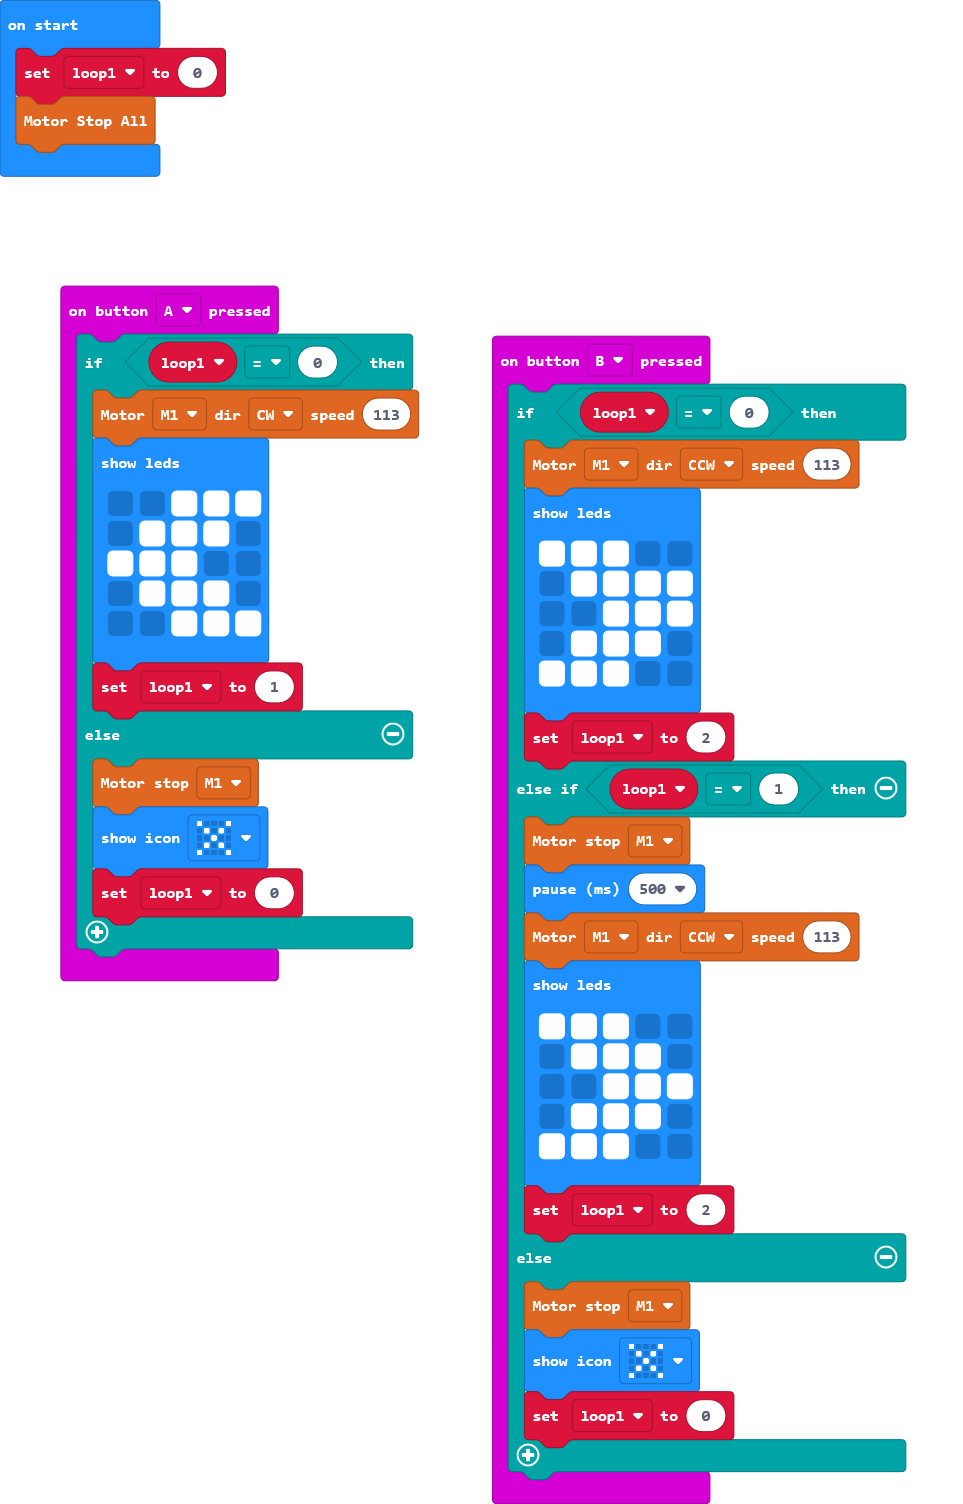 on start
set loop1 to 0
Motor Stop All
on button A pressed
if loop1 = 0 then
Motor M1 dir CW speed 113
show leds
set loop1 to 1
else
Motor stop M1
show icon
set loop1 to 0
on button B pressed
if loop1 = 0 then
Motor M1 dir CCW speed 113
show leds
set loop1 to 2
else if loop1 = 1 then
Motor stop M1
pause (ms) 500
Motor M1 dir CCW speed 113
show leds
set loop1 to 2
else
Motor stop M1
show icon
set loop1 to 0